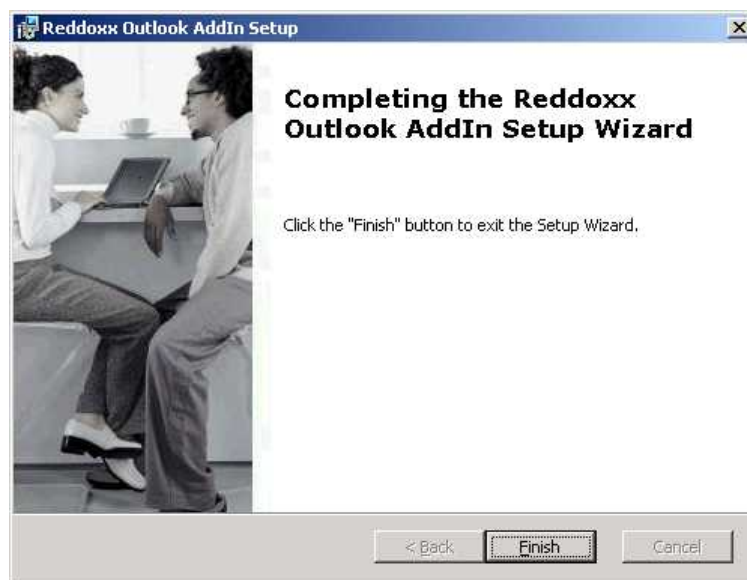 Reddoxx Outlook AddIn Setup
Completing the Reddoxx
Outlook AddIn Setup Wizard
Click the "Finish" button to exit the Setup Wizard.
< Back
Finish
Cancel